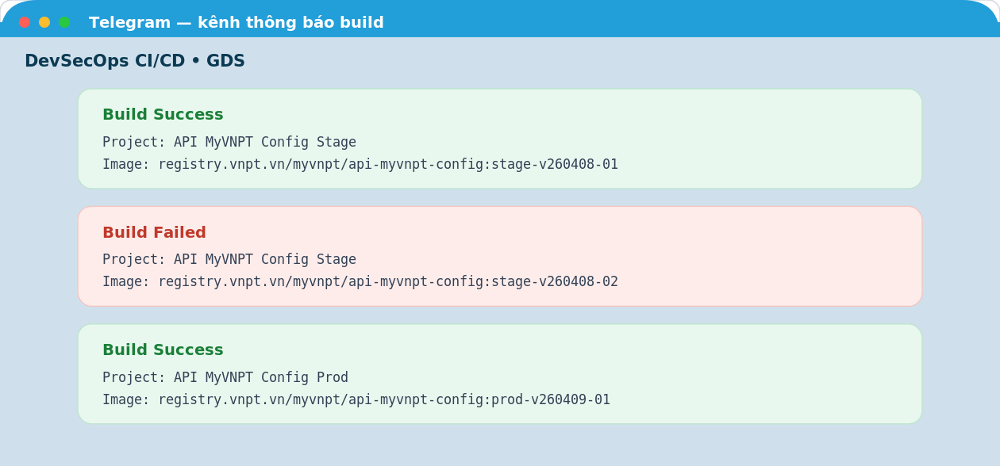 Telegram — kênh thông báo build
DevSecOps CI/CD • GDS
Build Success
Project: API MyVNPT Config Stage
Image: registry.vnpt.vn/myvnpt/api-myvnpt-config:stage-v260408-01
Build Failed
Project: API MyVNPT Config Stage
Image: registry.vnpt.vn/myvnpt/api-myvnpt-config:stage-v260408-02
Build Success
Project: API MyVNPT Config Prod
Image: registry.vnpt.vn/myvnpt/api-myvnpt-config:prod-v260409-01